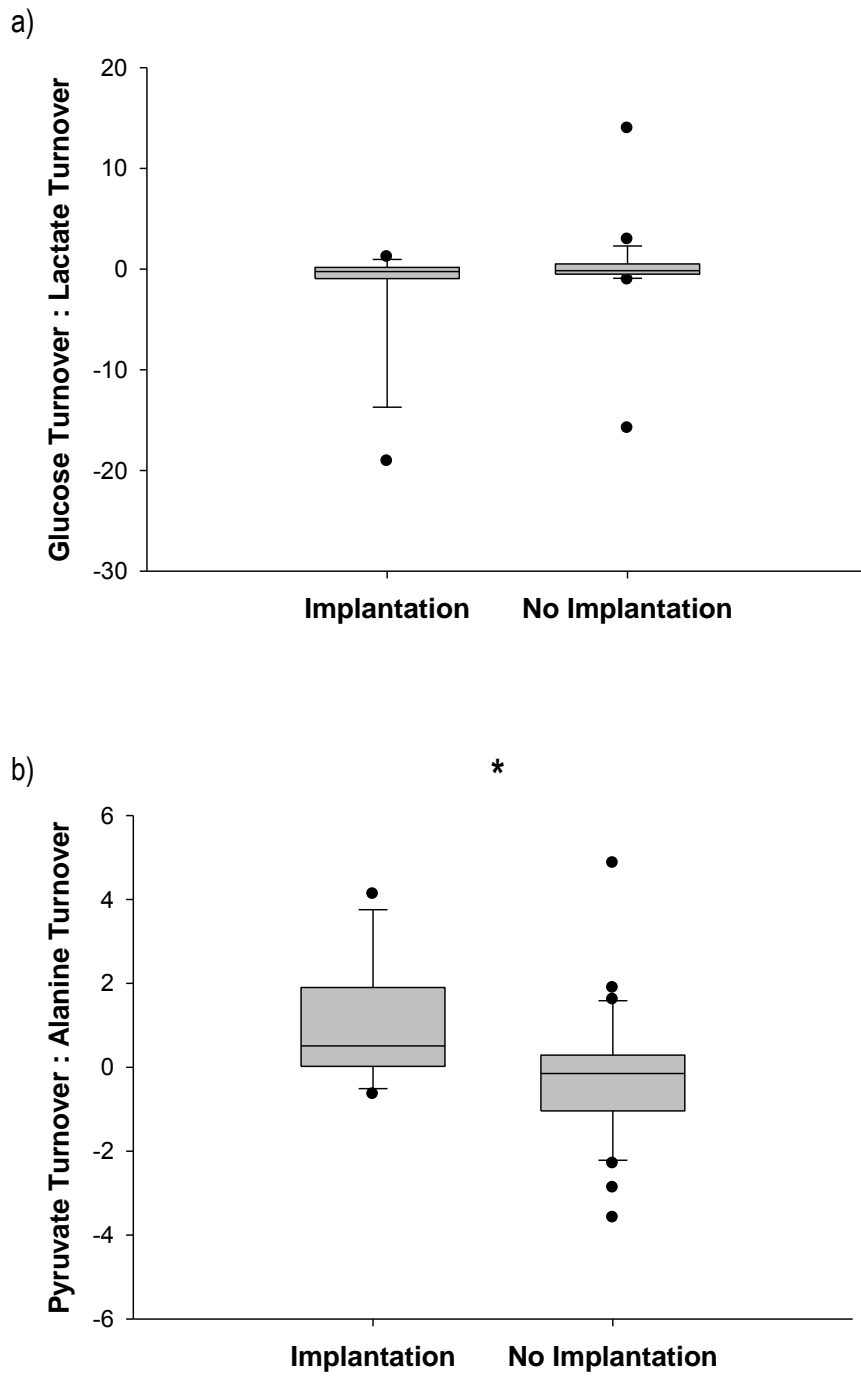 a)
Glucose Turnover : Lactate Turnover
20
10
0
-10
-20
-30
Implantation No Implantation
b)
*
Pyruvate Turnover : Alanine Turnover
6
4
2
0
-2
-4
-6
Implantation No Implantation